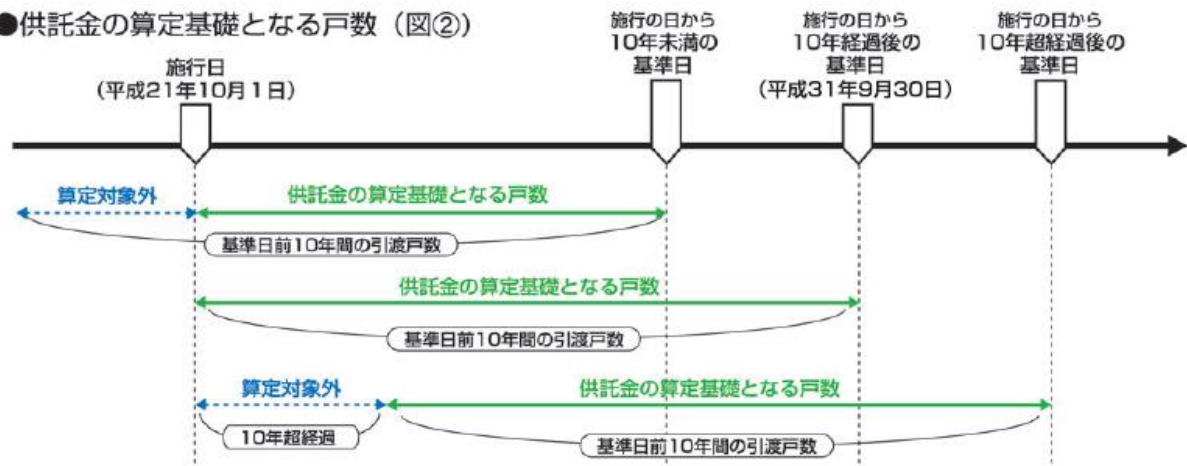 ●供託金の算定基礎となる戸数（図②）
施行日
（平成21年10月1日）
施行の日から
10年未満の
基準日
施行の日から
10年経過後の
基準日
（平成31年9月30日）
施行の日から
10年超経過後の
基準日
算定対象外
供託金の算定基礎となる戸数
基準日前10年間の引渡戸数
供託金の算定基礎となる戸数
基準日前10年間の引渡戸数
算定対象外
供託金の算定基礎となる戸数
10年超経過
基準日前10年間の引渡戸数